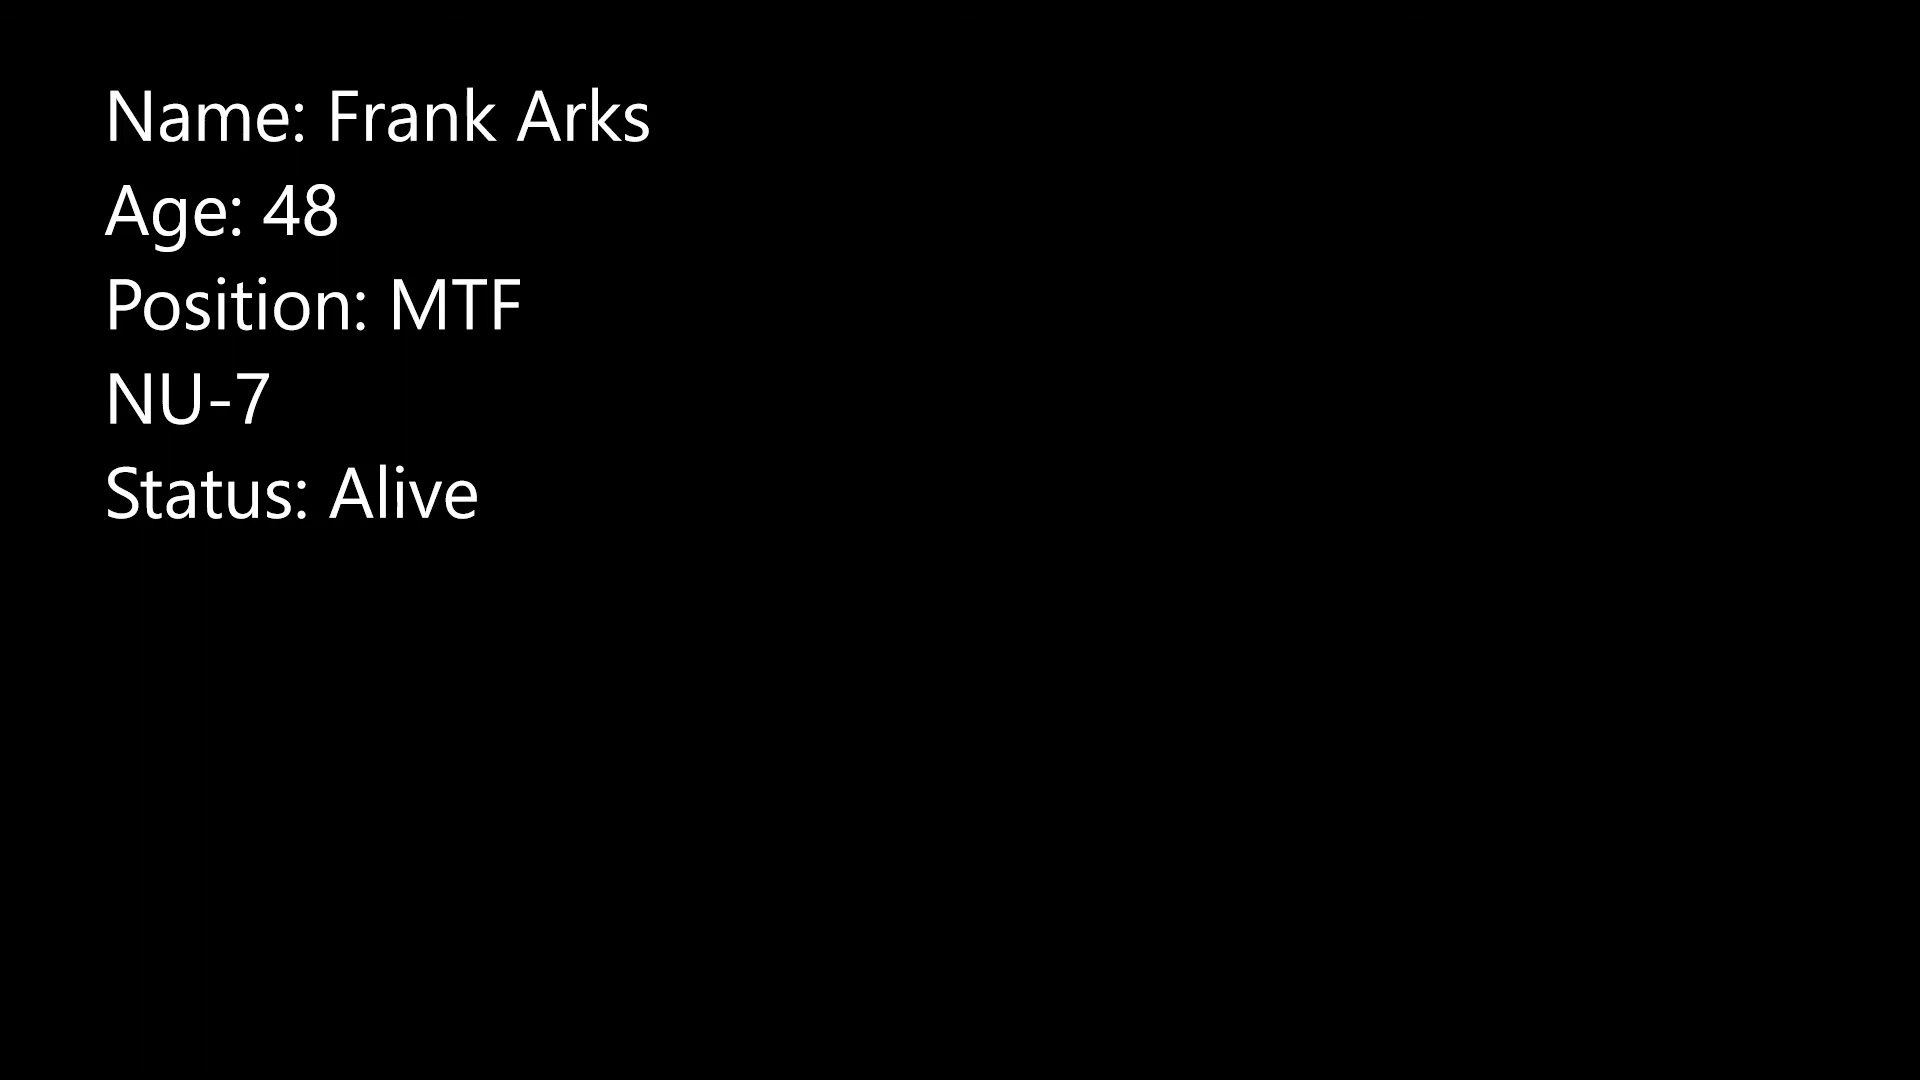 Name: Frank Arks
Age: 48
Position: MTF
NU-7
Status: Alive